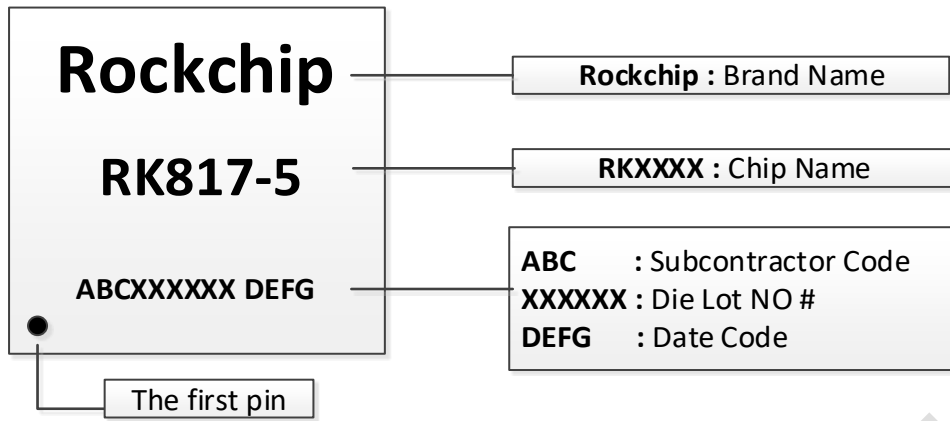 Rockchip
Rockchip : Brand Name
RK817-5
RKXXXX : Chip Name
ABCXXXXXX DEFG
ABC : Subcontractor Code
XXXXXX : Die Lot NO #
DEFG : Date Code
The first pin